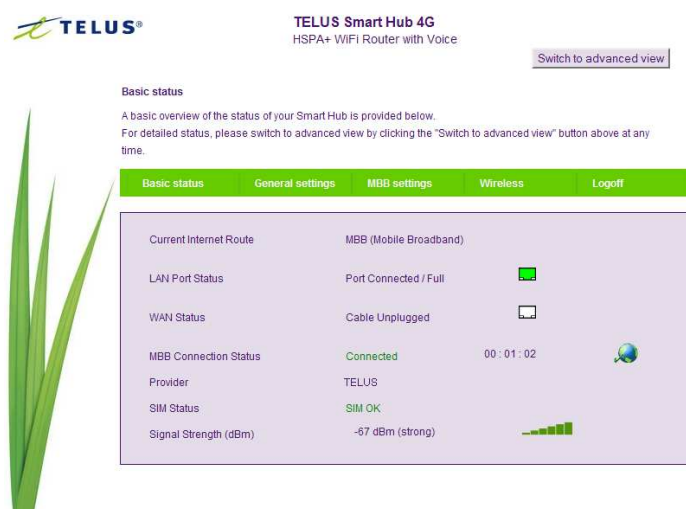 TELUS®
TELUS Smart Hub 4G
HSPA+ WiFi Router with Voice
Switch to advanced view
Basic status
A basic overview of the status of your Smart Hub is provided below.
For detailed status, please switch to advanced view by clicking the "Switch to advanced view" button above at any
time.
Basic status General settings MBB settings Wireless Logoff
Current Internet Route MBB (Mobile Broadband)
LAN Port Status Port Connected / Full
WAN Status Cable Unplugged
MBB Connection Status Connected 00 : 01 : 02
Provider TELUS
SIM Status SIM OK
Signal Strength (dBm) -67 dBm (strong)